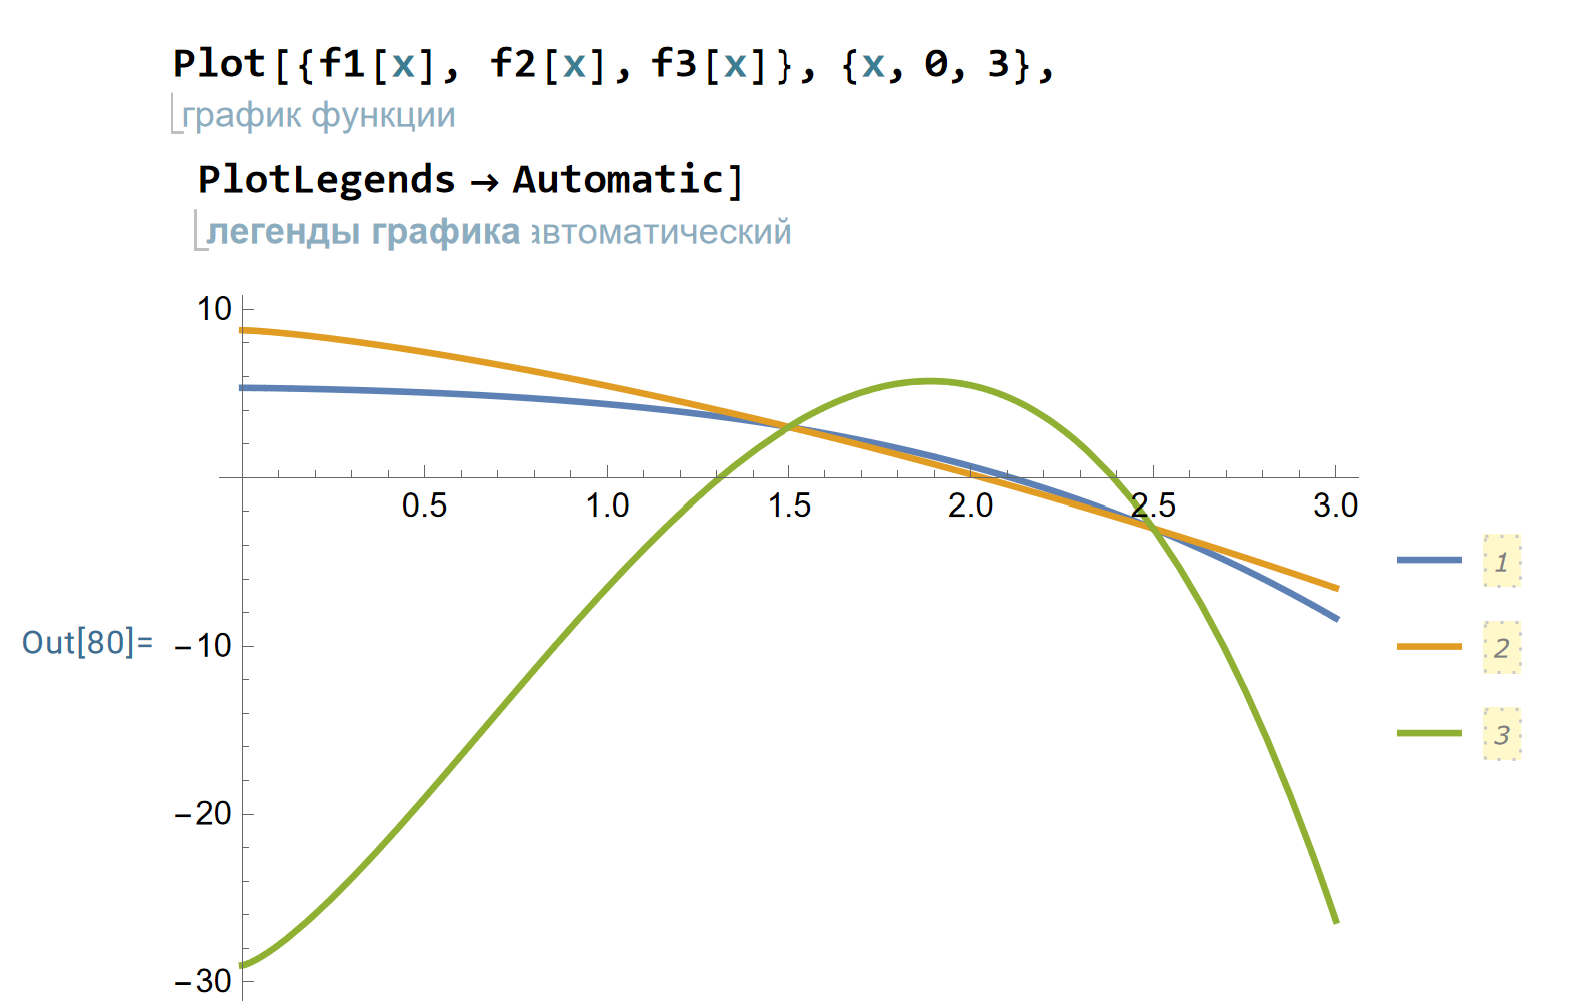 Plot[{f1[x], f2[x], f3[x]}, {x, 0, 3},
график функции
PlotLegends → Automatic]
легенды графика автоматический
10
0.5 1.0 1.5 2.0 2.5 3.0
1
2
Out[80]= -10
3
-20
-30